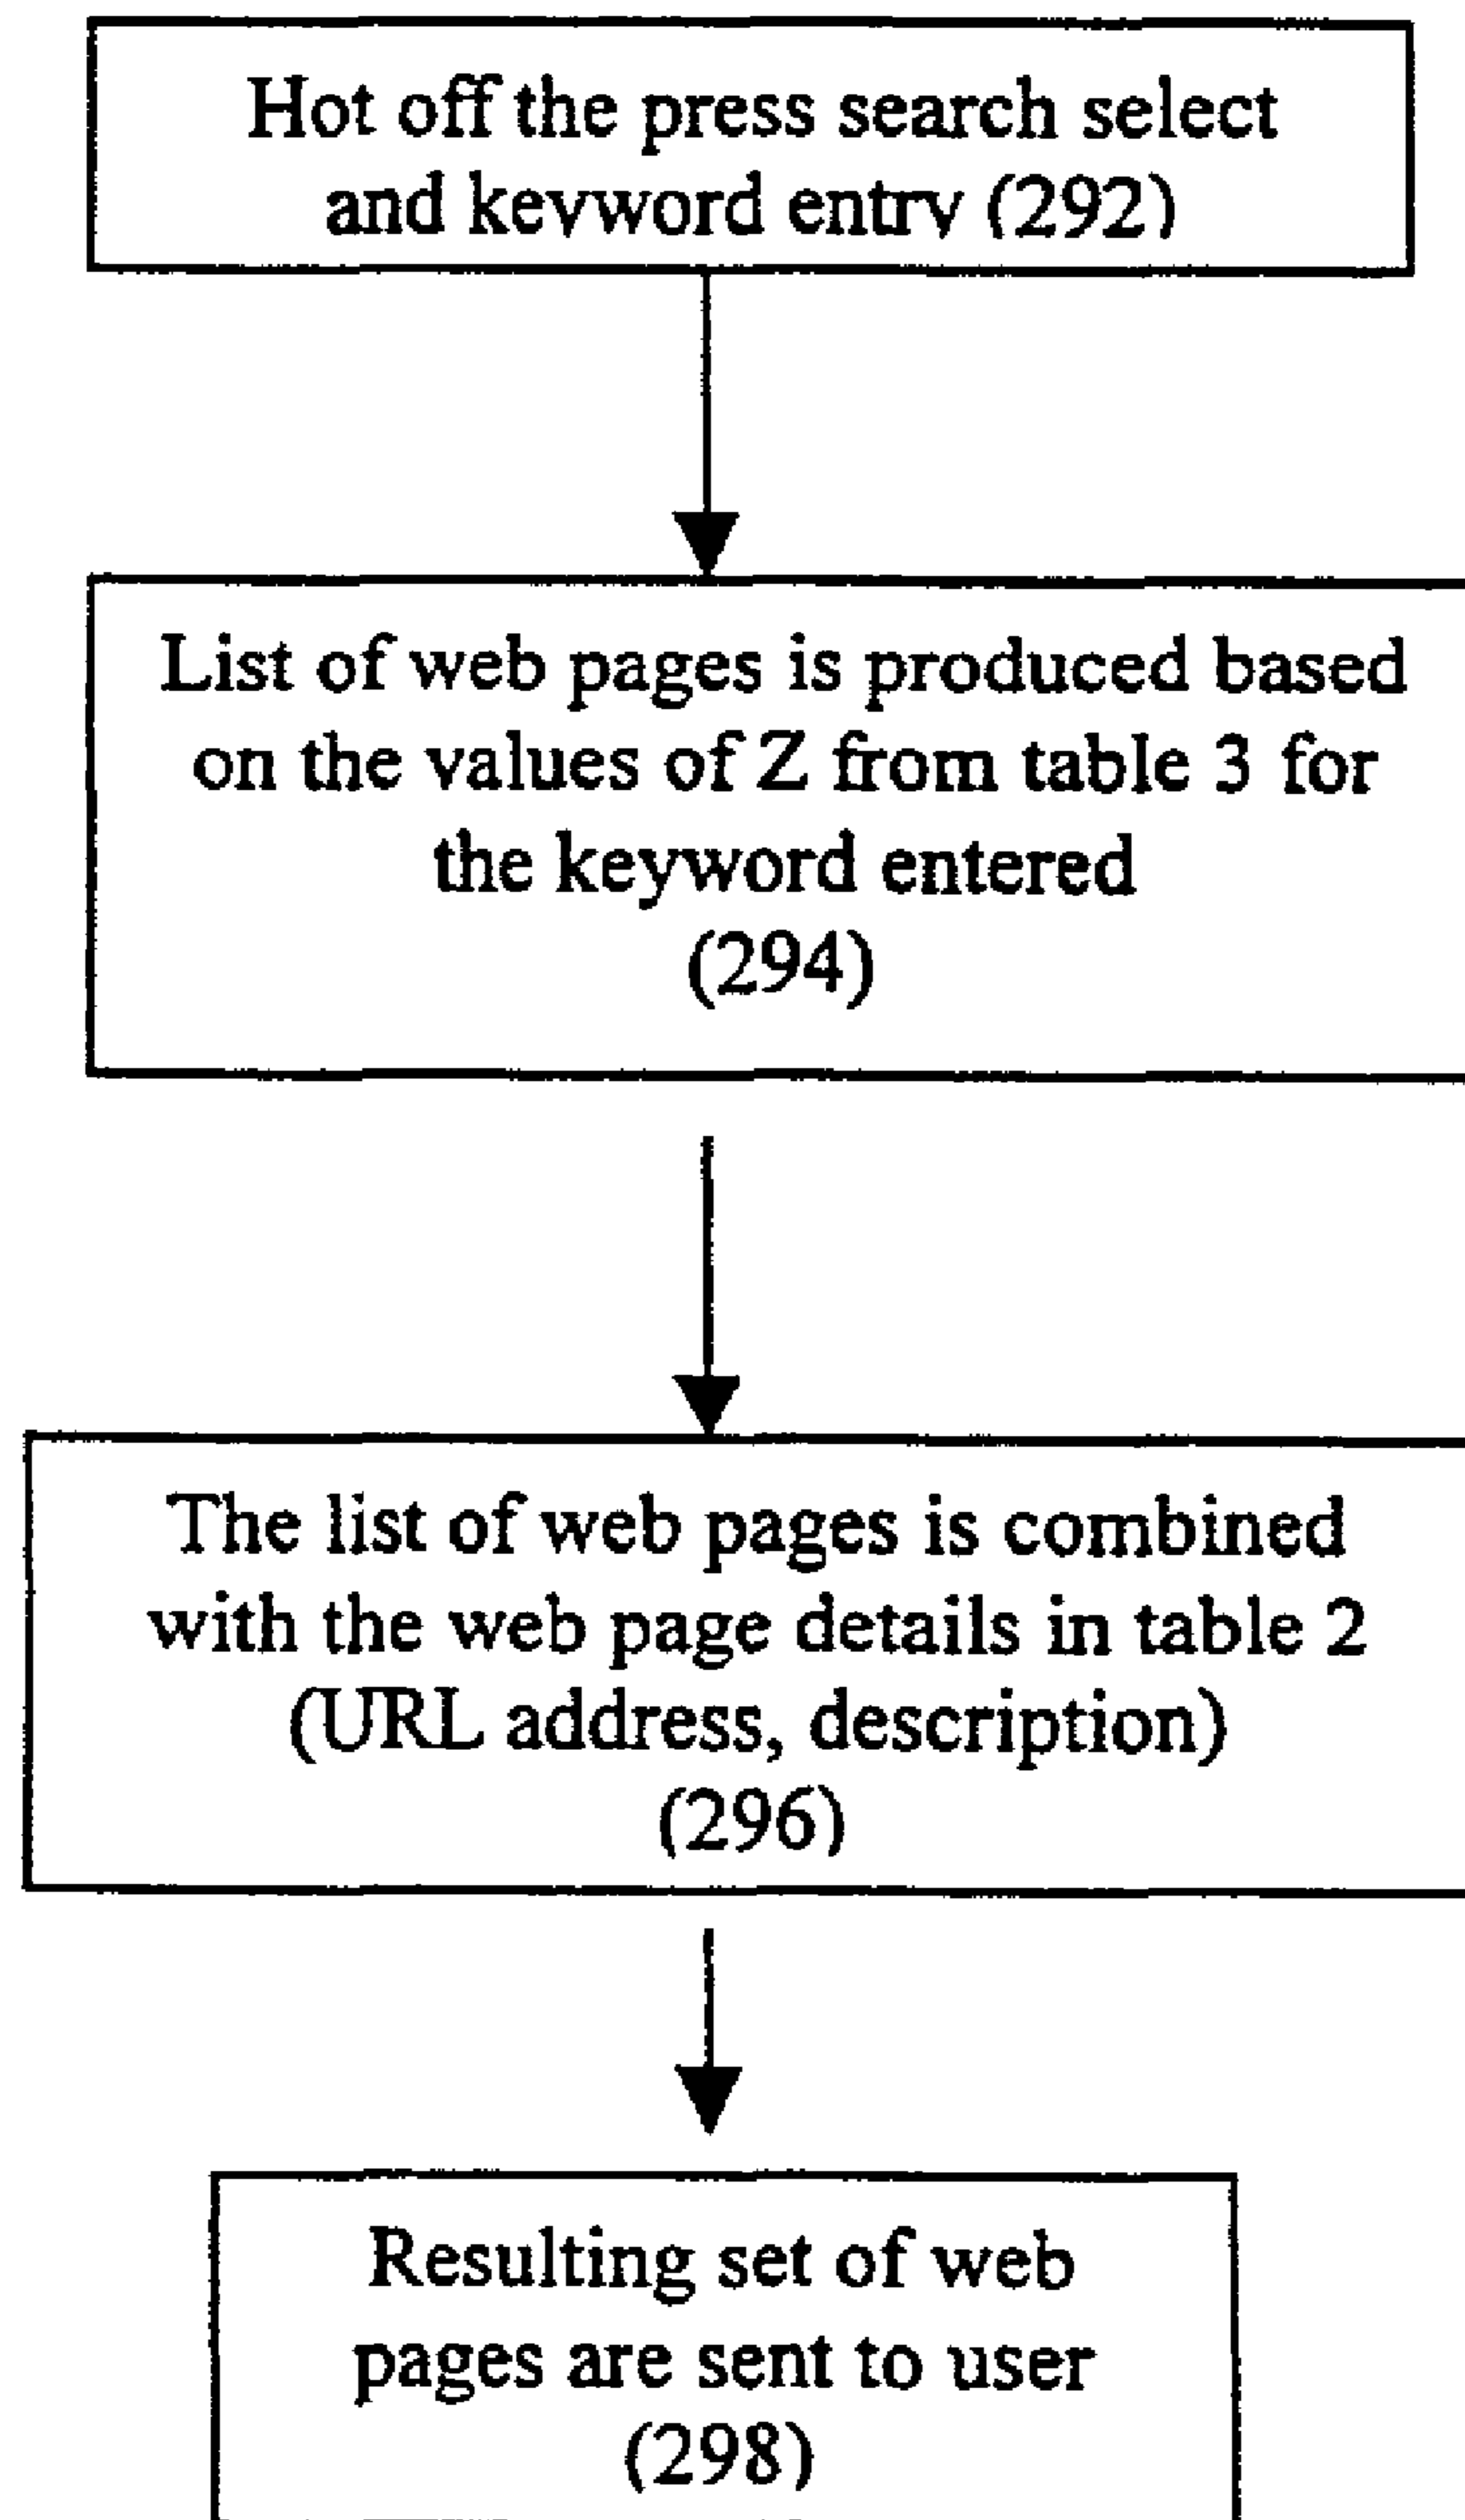 Hot off the press search select
and keyword entry (292)
List of web pages is produced based
on the values of Z from table 3 for
the keyword entered
(294)
The list of web pages is combined
with the web page details in table 2
(URL address, description)
(296)
Resulting set of web
pages are sent to user
(298)